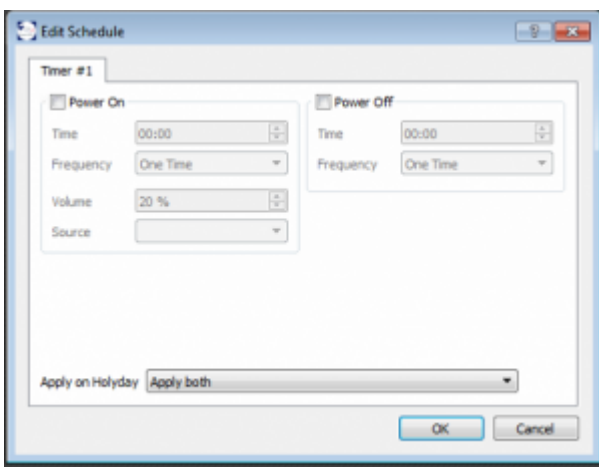 Edit Schedule
?
Timer #1
Power On
Time 00:00
Frequency One Time
Volume 20 %
Source
Power Off
Time 00:00
Frequency One Time
Apply on Holyday Apply both
OK Cancel